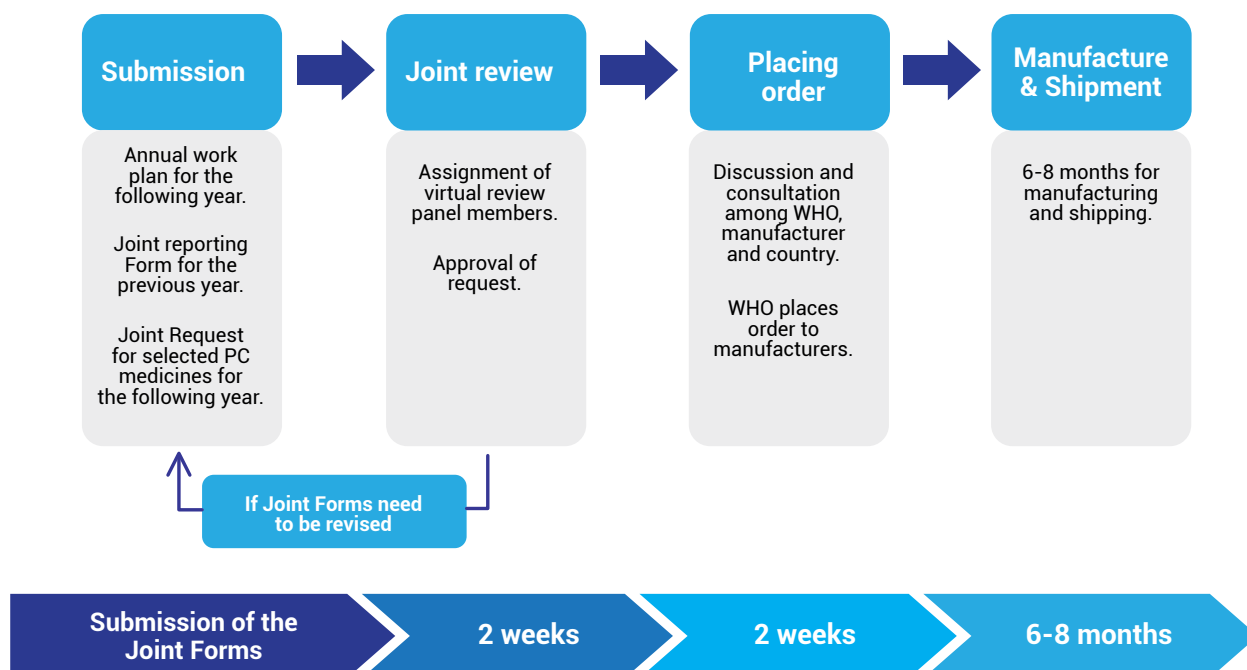 Submission
Joint review
Placing
order
Manufacture
& Shipment
Annual work
plan for the
following year.
Joint reporting
Form for the
previous year.
Joint Request
for selected PC
medicines for
the following year.
Assignment of
virtual review
panel members.
Approval of
request.
Discussion and
consultation
among WHO,
manufacturer
and country.
WHO places
order to
manufacturers.
6-8 months for
manufacturing
and shipping.
If Joint Forms need
to be revised
Submission of the
Joint Forms
2 weeks
2 weeks
6-8 months